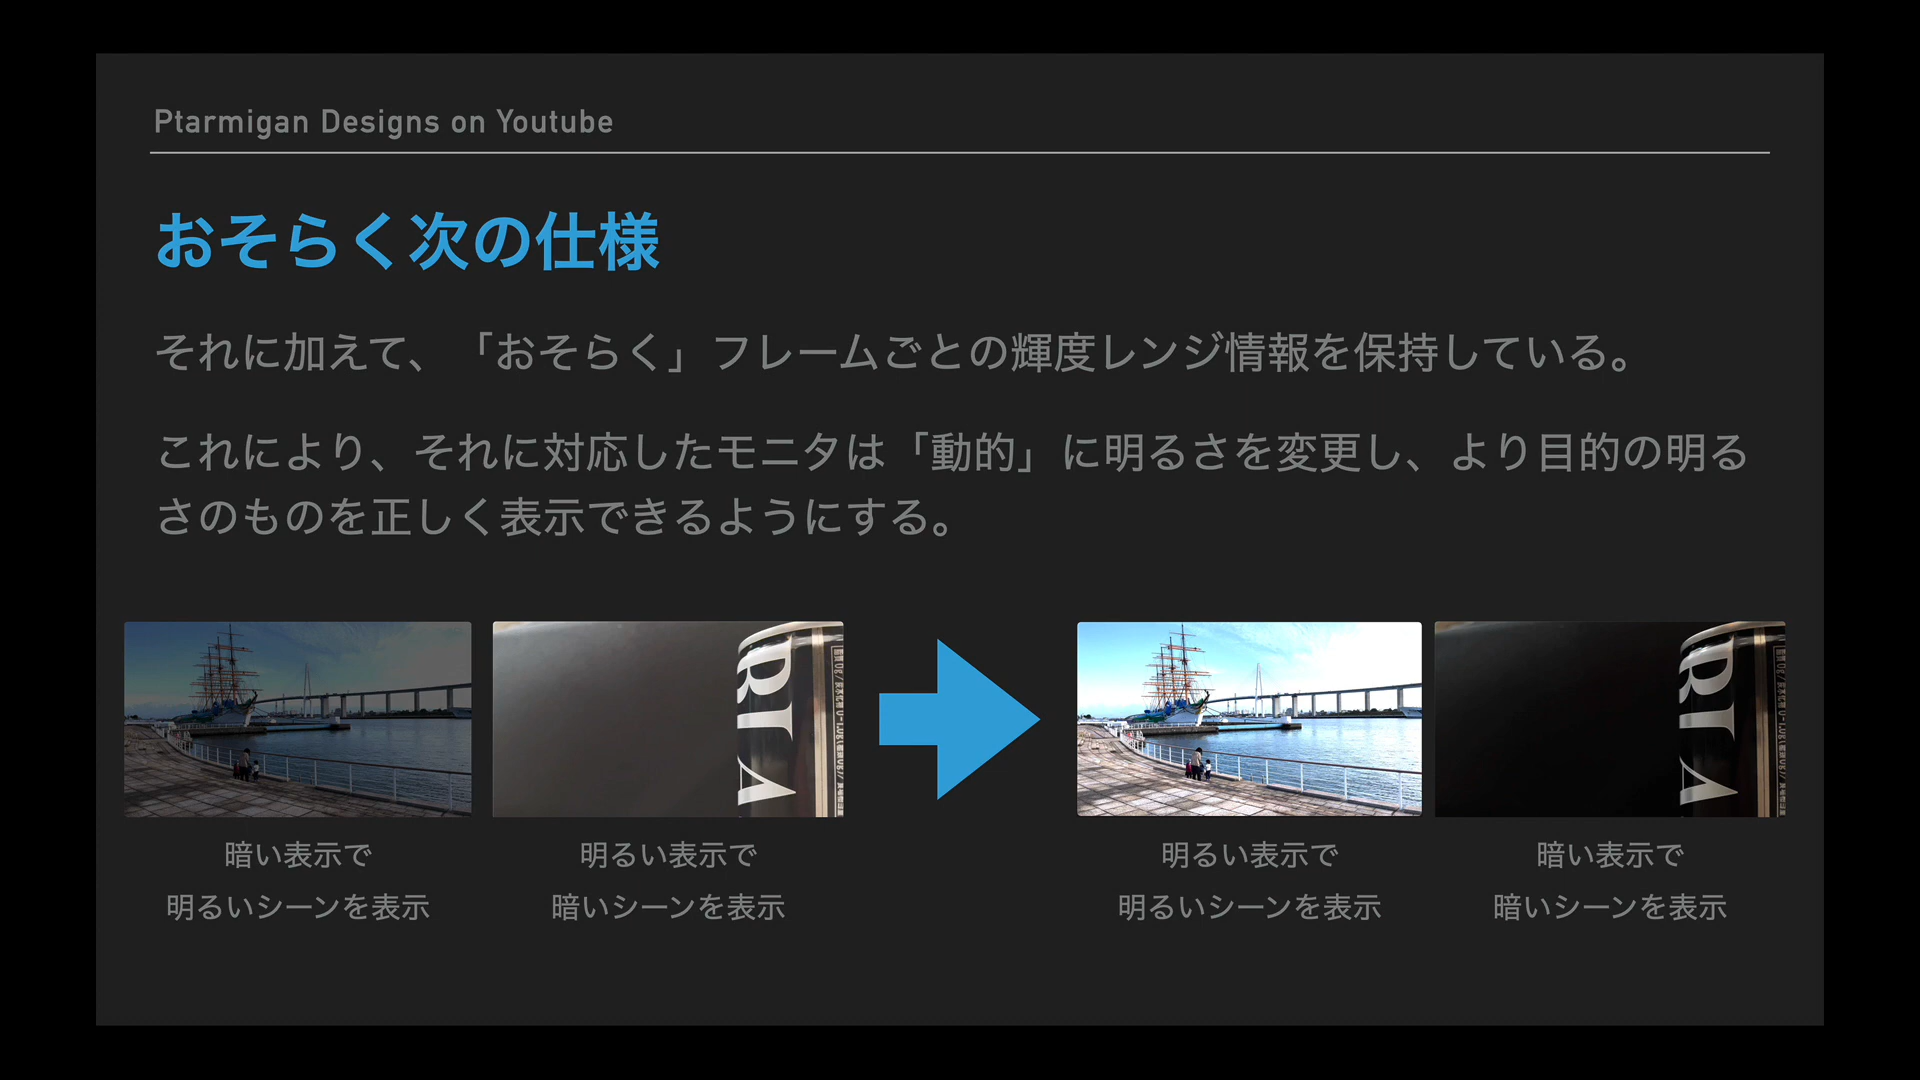 Ptarmigan Designs on Youtube
おそらく次の仕様
それに加えて、「おそらく」フレームごとの輝度レンジ情報を保持している。
これにより、それに対応したモニタは「動的」に明るさを変更し、より目的の明る
さのものを正しく表示できるようにする。
BLA
BLA
暗い表示で
明るいシーンを表示
明るい表示で
暗いシーンを表示
明るい表示で
明るいシーンを表示
暗い表示で
暗いシーンを表示